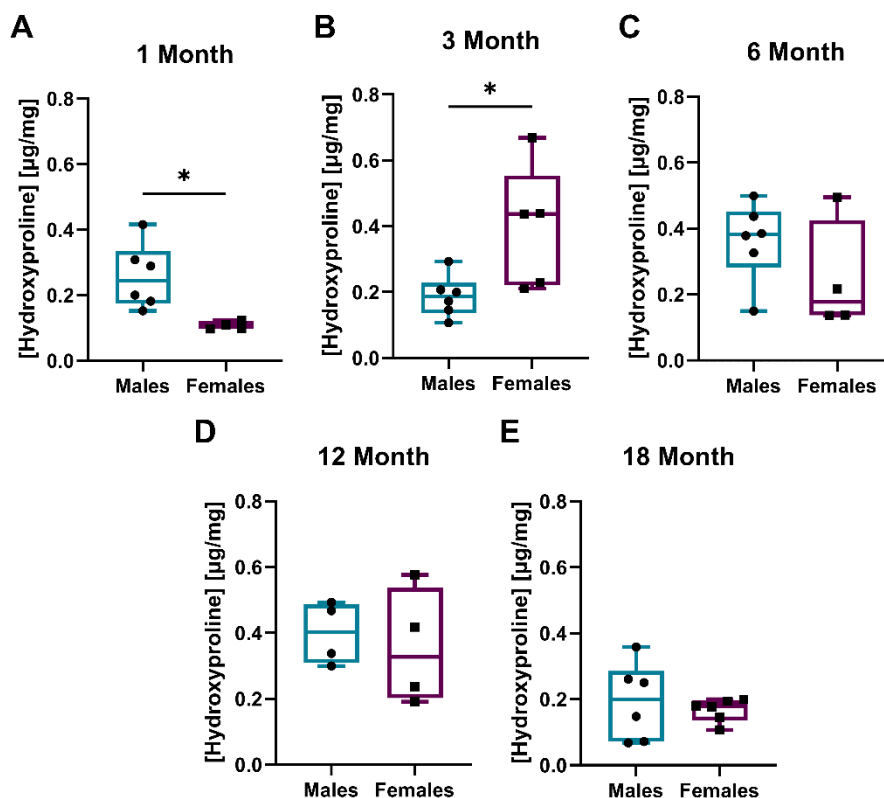 A
1 Month
[Hydroxyproline] [µg/mg]
0.8
0.6
0.4
0.2
0.0
*
Males Females
B
3 Month
[Hydroxyproline] [µg/mg]
0.8
0.6
0.4
0.2
0.0
*
Males Females
C
6 Month
[Hydroxyproline] [µg/mg]
0.8
0.6
0.4
0.2
0.0
Males Females
D
12 Month
[Hydroxyproline] [µg/mg]
0.8
0.6
0.4
0.2
0.0
Males Females
E
18 Month
[Hydroxyproline] [µg/mg]
0.8
0.6
0.4
0.2
0.0
Males Females